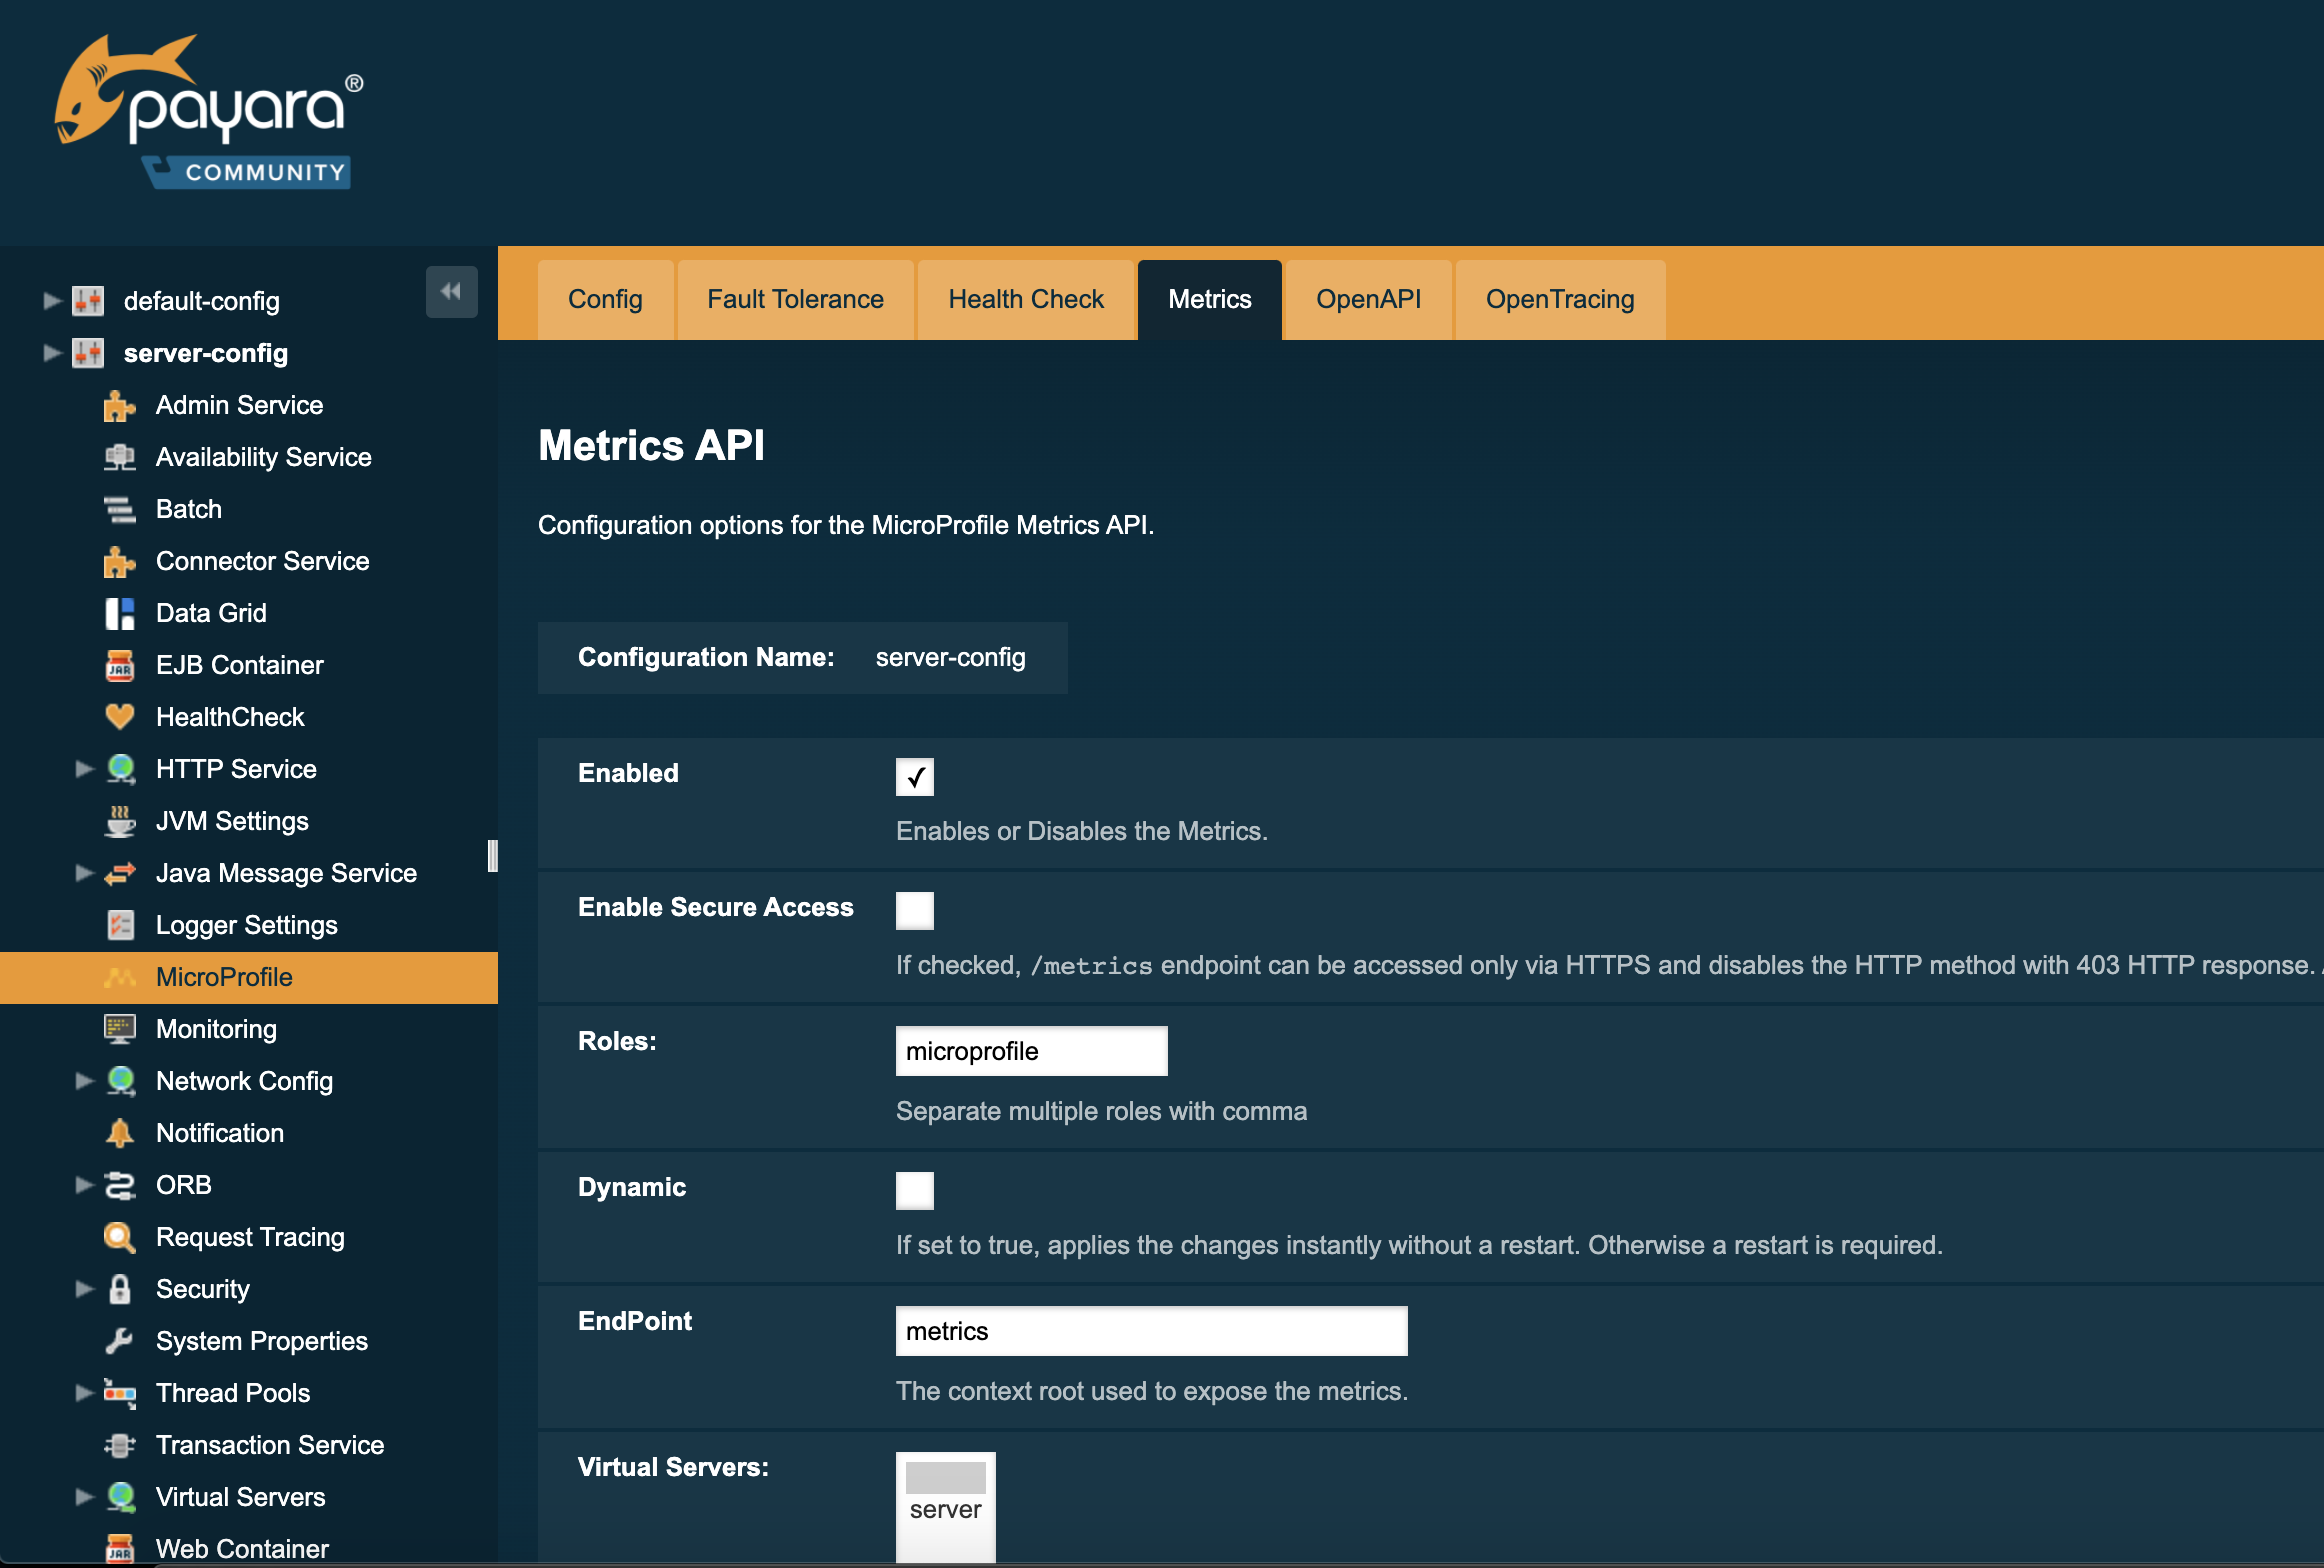 payara®
COMMUNITY
default-config
server-config
Admin Service
Availability Service
Batch
Connector Service
Data Grid
EJB Container
HealthCheck
HTTP Service
JVM Settings
Java Message Service
Logger Settings
MicroProfile
Monitoring
Network Config
Notification
ORB
Request Tracing
Security
System Properties
Thread Pools
Transaction Service
Virtual Servers
Web Container
Config Fault Tolerance Health Check Metrics OpenAPI OpenTracing
Metrics API
Configuration options for the MicroProfile Metrics API.
Configuration Name: server-config
Enabled
Enables or Disables the Metrics.
Enable Secure Access
If checked, /metrics endpoint can be accessed only via HTTPS and disables the HTTP method with 403 HTTP response.
Roles: microprofile
Separate multiple roles with comma
Dynamic
If set to true, applies the changes instantly without a restart. Otherwise a restart is required.
EndPoint metrics
The context root used to expose the metrics.
Virtual Servers:
server